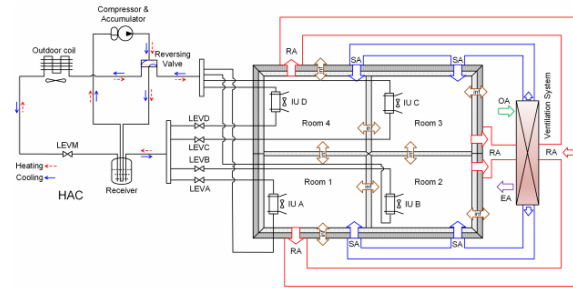 Compressor &
Accumulator
Outdoor coil
Reversing
Valve
RA
SA
SA
IU D
IU C
OA
Ventilation System
LEVD
Room 4
Room 3
LEVC
LEVM
LEVB
RA
RA
Heating
Cooling
HAC
Receiver
LEVA
Room 1
Room 2
EA
IU A
IU B
RA
SA
SA